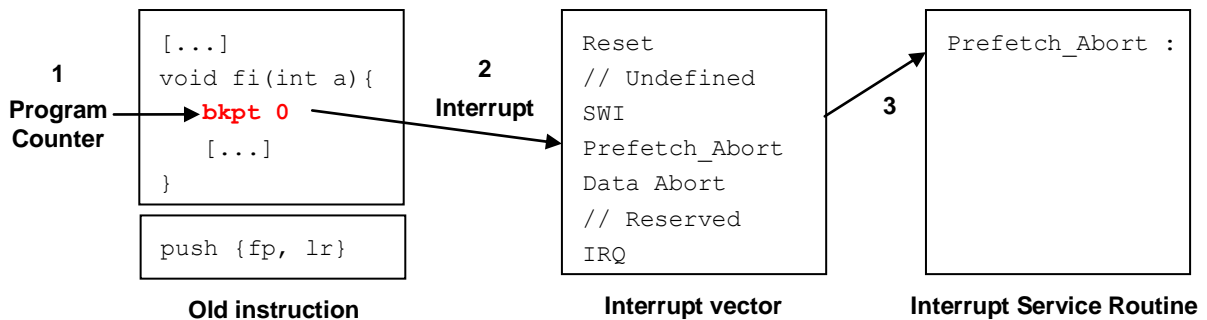 1
Program
Counter
[...]
void fi(int a){
bkpt 0
[...]
}
push {fp, lr}
Old instruction
2
Interrupt
Reset
// Undefined
SWI
Prefetch_Abort
Data Abort
// Reserved
IRQ
Interrupt vector
3
Prefetch_Abort :
Interrupt Service Routine